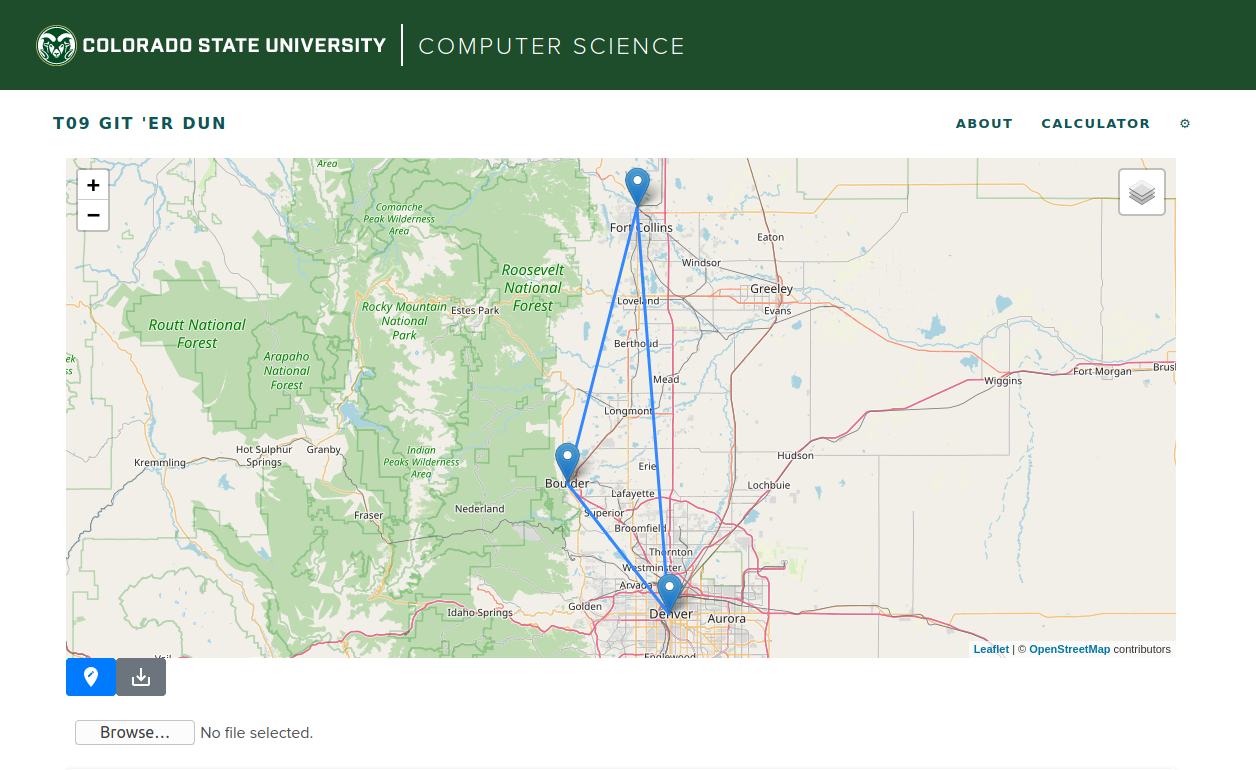 COLORADO STATE UNIVERSITY
COMPUTER SCIENCE
T09 GIT 'ER DUN
ABOUT
CALCULATOR
Area
+
−
Comanche
Peak Wilderness
Area
Fort Collins
Eaton
Windsor
Roosevelt
National
Forest
Greeley
Loveland
Evans
Rocky Mountain
National
Park
Estes Park
Routt National
Forest
Berthoud
Arapaho
National
Forest
ek
ss
Mead
Wiggins
Fort Morgan
Brush
Longmont
Hot Sulphur
Springs
Granby
Kremmling
Indian
Peaks Wilderness
Area
Hudson
Erie
Boulder
Lochbuie
Lafayette
Nederland
Fraser
Superior
Broomfield
Thornton
Westminster
Arvada
Golden
Idaho Springs
Denver
Aurora
Vail
Englewood
Leaflet | © OpenStreetMap contributors
Browse... No file selected.